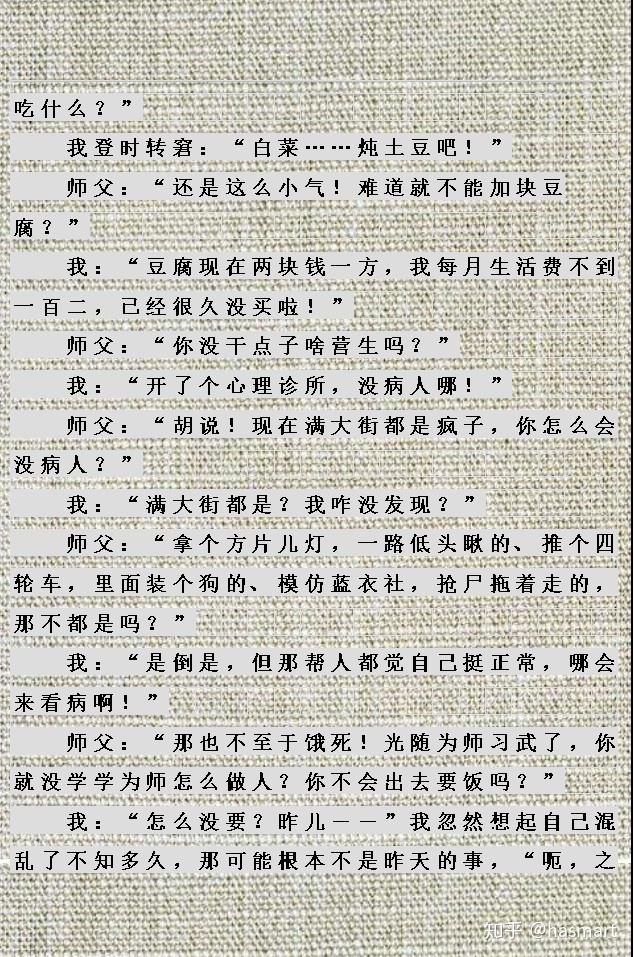 吃什么？”
我登时转窘：“白菜……炖土豆吧！”
师父：“还是这么小气！难道就不能加块豆
腐？”
我：“豆腐现在两块钱一方，我每月生活费不到
一百二，己经很久没买啦！”
师父：“你没干点子啥营生吗？”
我：“开了个心理诊所，没病人哪！”
师父：“胡说！现在满大街都是疯子，你怎么会
没病人？”
我：“满大街都是？我咋没发现？”
师父：“拿个方片儿灯，一路低头瞅的、推个四
轮车，里面装个狗的、模仿蓝衣社，抢尸拖着走的，
那不都是吗？”
我：“是倒是，但那帮人都觉自己挺正常，哪会
来看病啊！”
师父：“那也不至于饿死！光随为师习武了，你
就没学学为师怎么做人？你不会出去要饭吗？”
我：“怎么没要？昨儿——”我忽然想起自己混
乱了不知多久，那可能根本不是昨天的事，“呃，之
知乎 @hasmart